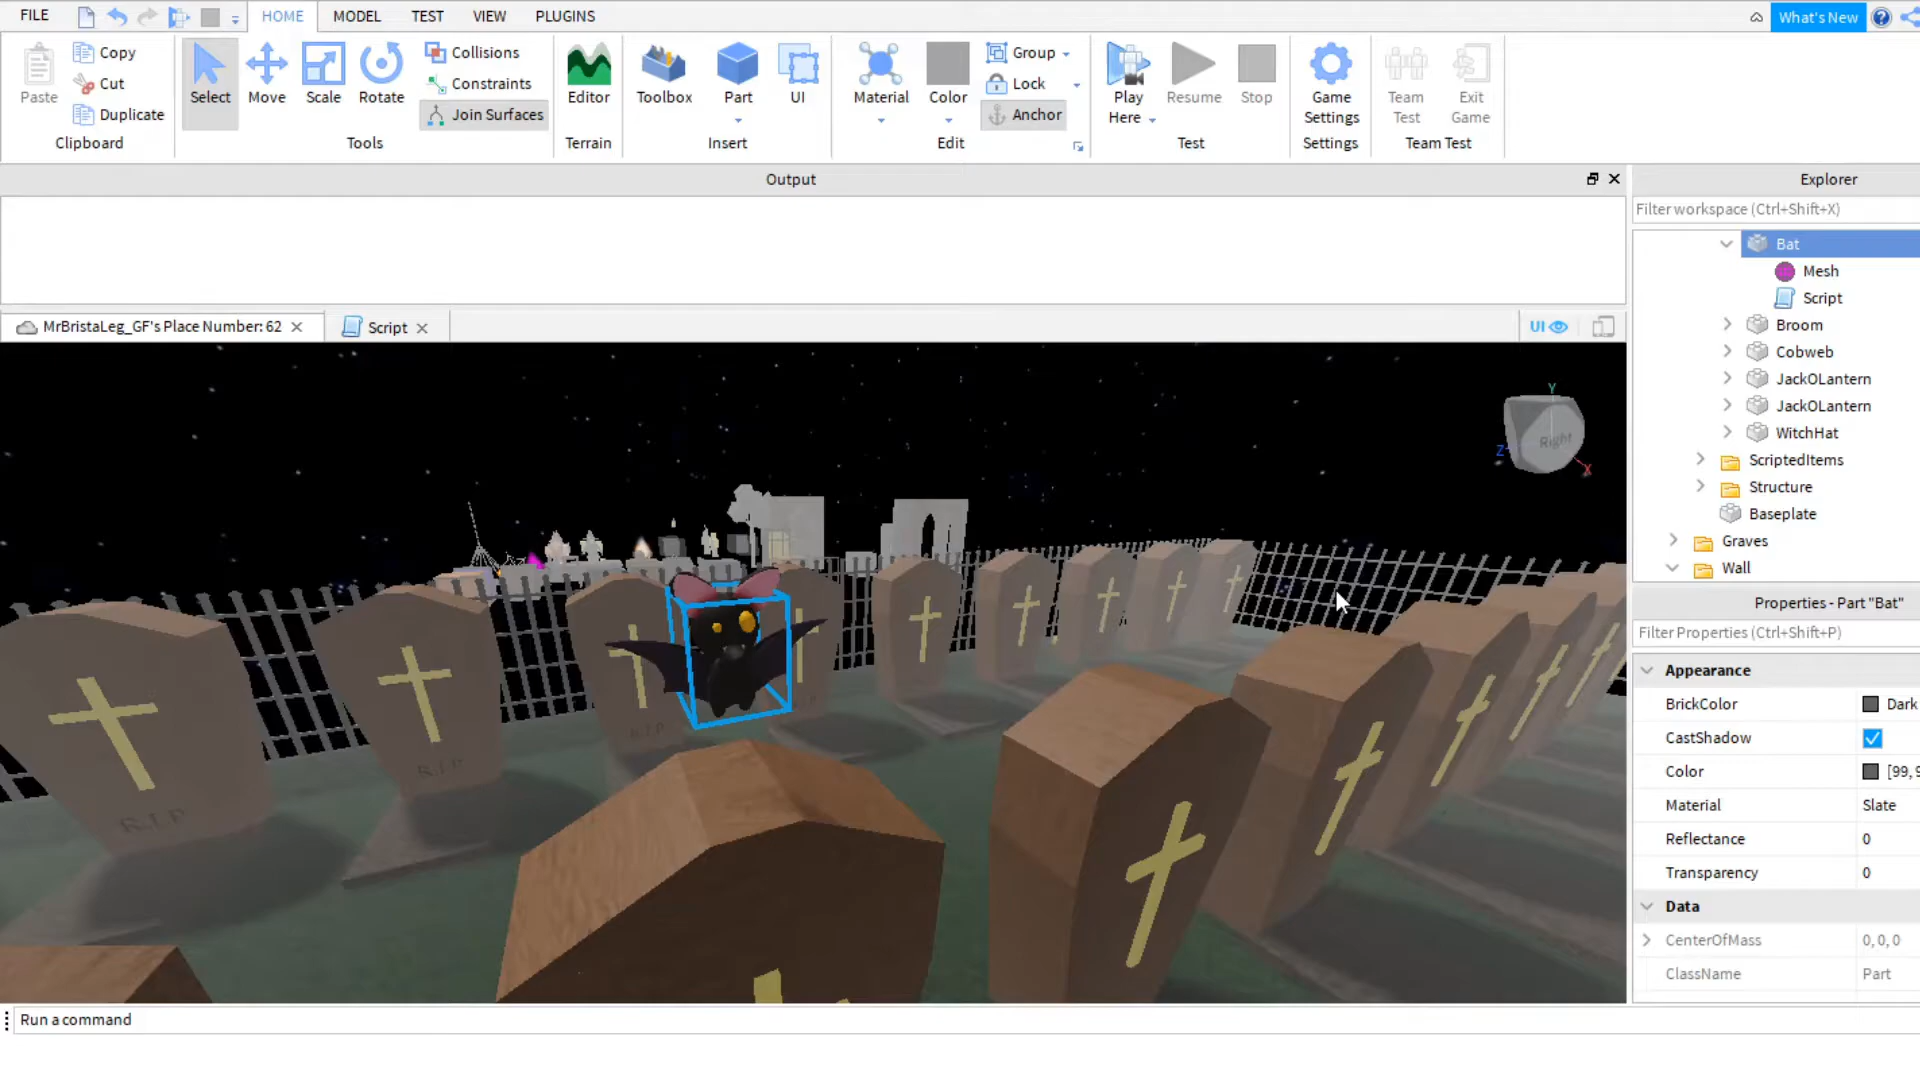 FILE HOME MODEL TEST VIEW PLUGINS What's New
Paste Copy Cut Duplicate Clipboard
Select Move Scale Rotate Collisions Constraints Join Surfaces Tools
Editor Terrain
Toolbox Part UI Insert
Material Color Group Lock Anchor Edit
Play Here Resume Stop Test
Game Settings Settings
Team Test Exit Game Team Test
Output
Explorer
Filter workspace (Ctrl+Shift+X)
Bat
Mesh
Script
Broom
Cobweb
JackOLantern
JackOLantern
WitchHat
ScriptedItems
Structure
Baseplate
Graves
Wall
MrBristaLeg_GF's Place Number: 62 Script UI
Y
Z
X
Right
R.I.P
R.I.P
R.I.P
Properties - Part "Bat"
Filter Properties (Ctrl+Shift+P)
Appearance
BrickColor Dark
CastShadow
Color [99, 9
Material Slate
Reflectance 0
Transparency 0
Data
CenterOfMass 0, 0, 0
ClassName Part
Run a command